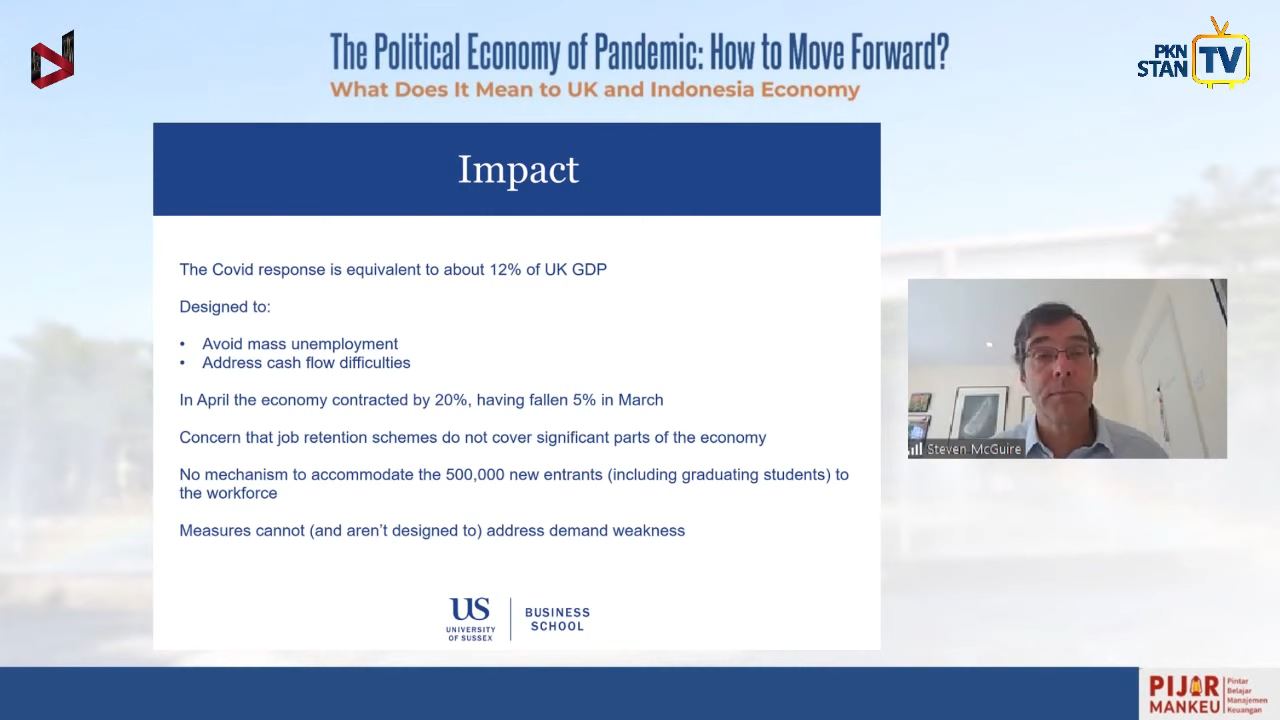 The Political Economy of Pandemic: How to Move Forward?
What Does It Mean to UK and Indonesia Economy
PKN
STAN TV
Impact
The Covid response is equivalent to about 12% of UK GDP
Designed to:
• Avoid mass unemployment
• Address cash flow difficulties
In April the economy contracted by 20%, having fallen 5% in March
Concern that job retention schemes do not cover significant parts of the economy
No mechanism to accommodate the 500,000 new entrants (including graduating students) to
the workforce
Measures cannot (and aren't designed to) address demand weakness
Steven McGuire
US
UNIVERSITY
OF SUSSEX
BUSINESS
SCHOOL
PIJAR
MANKEU
Pintar
Belajar
Manajemen
Keuangan